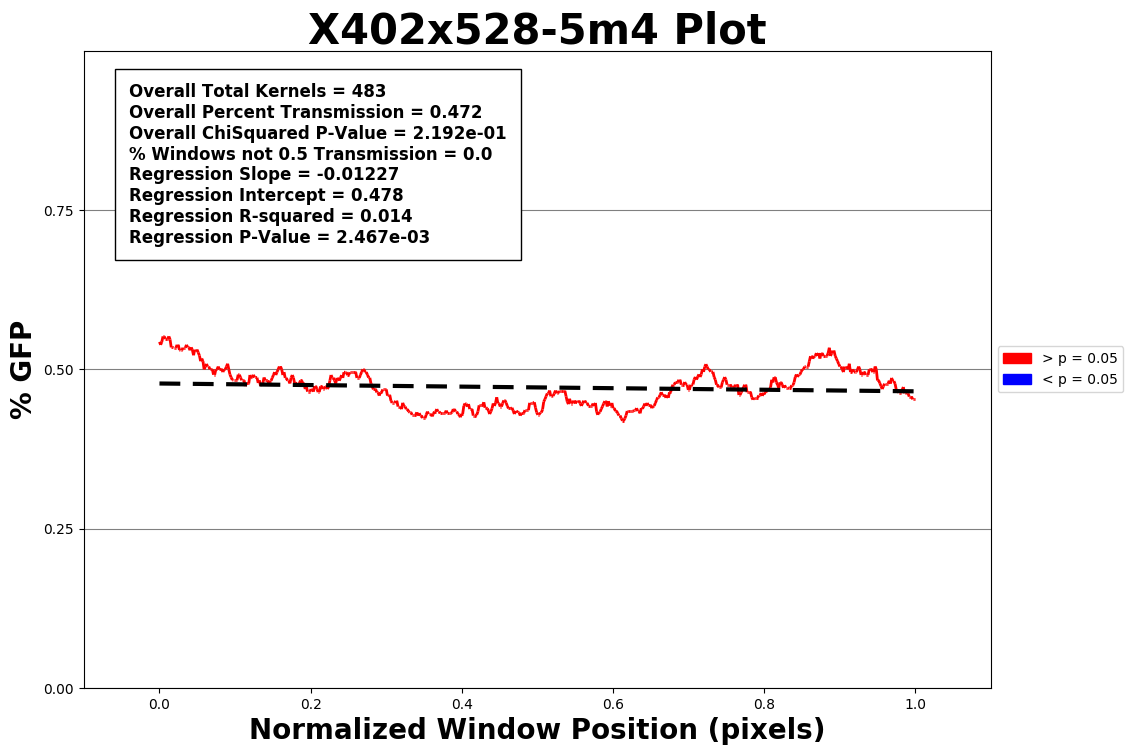 X402x528-5m4 Plot
Overall Total Kernels = 483
Overall Percent Transmission = 0.472
Overall ChiSquared P-Value = 2.192e-01
% Windows not 0.5 Transmission = 0.0
Regression Slope = -0.01227
Regression Intercept = 0.478
Regression R-squared = 0.014
Regression P-Value = 2.467e-03
% GFP
0.75
0.50
0.25
0.00
> p = 0.05
< p = 0.05
0.0 0.2 0.4 0.6 0.8 1.0
Normalized Window Position (pixels)